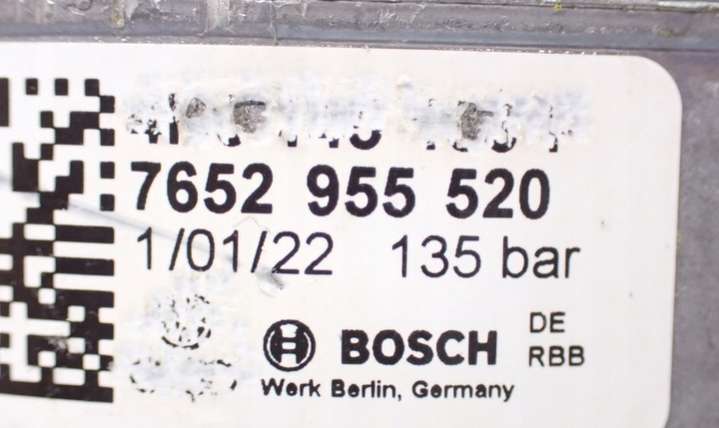 7652 955 520
1/01/22 135 bar
BOSCH DE
RBB
Werk Berlin, Germany